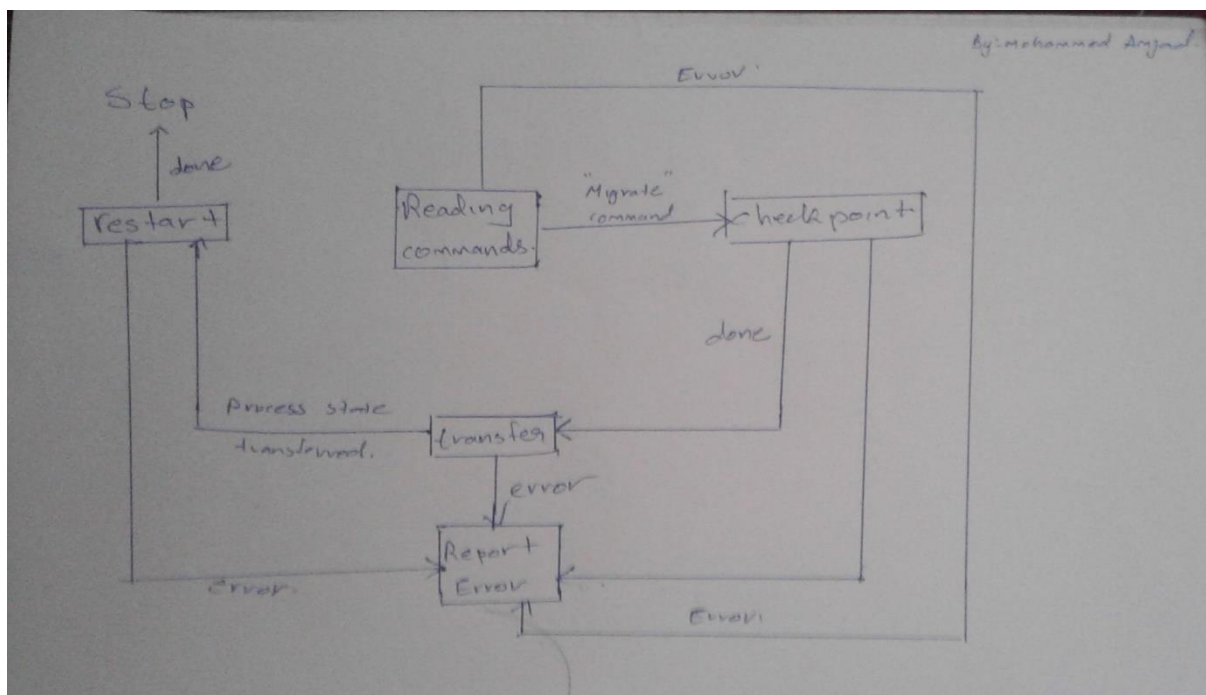 By: Mohammed Amjad.
Error
Stop
done
restart
Reading
commands.
"Migrate"
command
checkpoint
done
Process state
transferred.
transfer
error
Report
Error
error.
Error